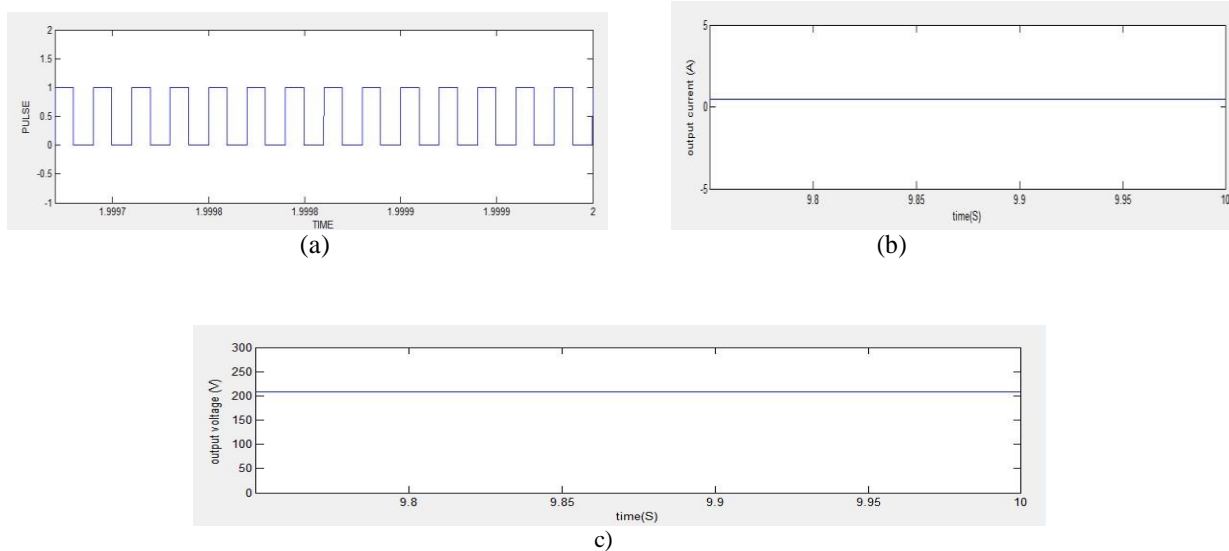 2
1.5
1
0.5
0
-0.5
-1
PULSE
1.9997 1.9998 1.9998 1.9999 1.9999 2
TIME
(a)
5
0
-5
output current (A)
9.8 9.85 9.9 9.95 10
time(S)
(b)
300
250
200
150
100
50
0
output voltage (V)
9.8 9.85 9.9 9.95 10
time(S)
c)